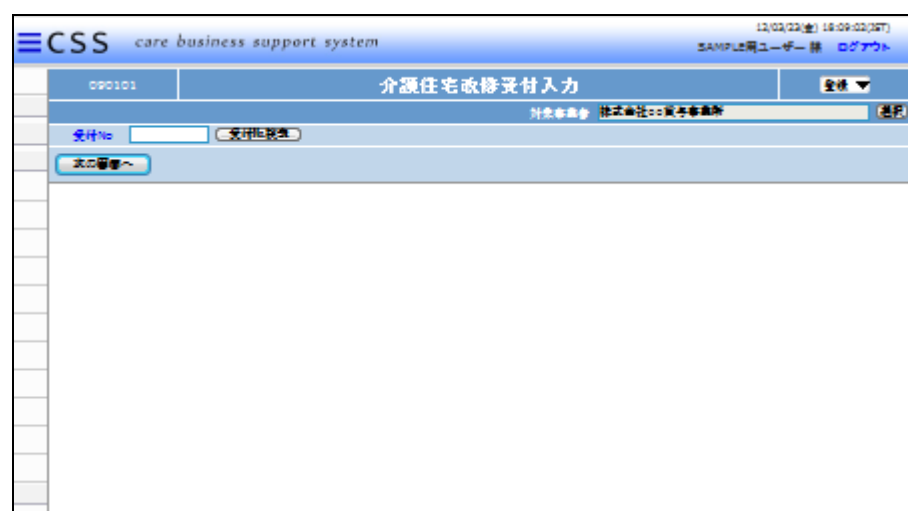 12/03/23(金) 18:09:02(JST)
CSS care business support system
SAMPLE用ユーザー 様 ログアウト
090101 介護住宅改修受付入力 登録 ▼
対象事業者 株式会社○○貸与事業所 選択
受付No 受付No検索
次の画面へ